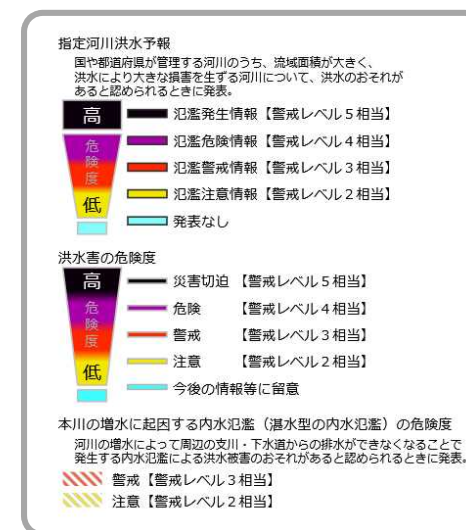 指定河川洪水予報
国や都道府県が管理する河川のうち、流域面積が大きく、
洪水により大きな損害を生ずる河川について、洪水のおそれが
あると認められるときに発表。
高
危険度
低
氾濫発生情報【警戒レベル5相当】
氾濫危険情報【警戒レベル4相当】
氾濫警戒情報【警戒レベル3相当】
氾濫注意情報【警戒レベル2相当】
発表なし
洪水害の危険度
高
危険度
低
災害切迫 【警戒レベル5相当】
危険 【警戒レベル4相当】
警戒 【警戒レベル3相当】
注意 【警戒レベル2相当】
今後の情報等に留意
本川の増水に起因する内水氾濫（湛水型の内水氾濫）の危険度
河川の増水によって周辺の支川・下水道からの排水ができなくなることで
発生する内水氾濫による洪水被害のおそれがあると認められるときに発表。
警戒【警戒レベル3相当】
注意【警戒レベル2相当】